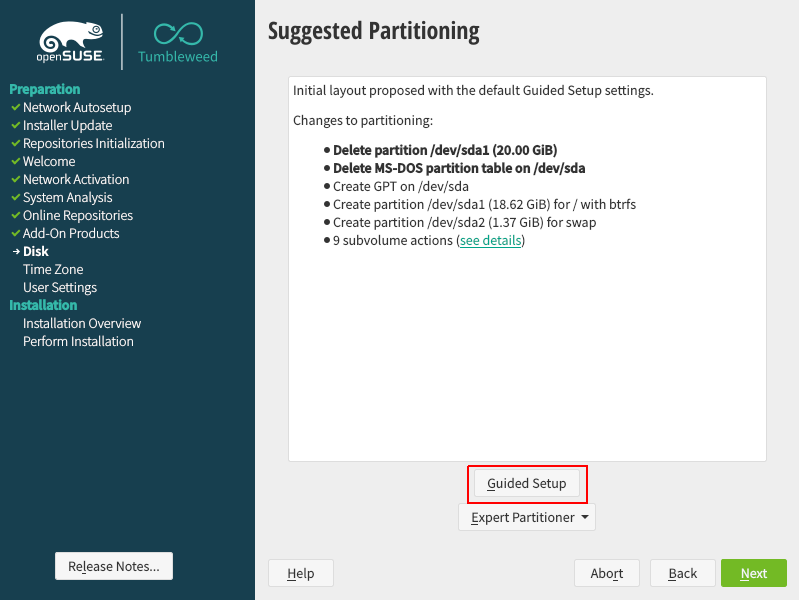 openSUSE
Tumbleweed
Preparation
Network Autosetup
Installer Update
Repositories Initialization
Welcome
Network Activation
System Analysis
Online Repositories
Add-On Products
Disk
Time Zone
User Settings
Installation
Installation Overview
Perform Installation
Release Notes...
Suggested Partitioning
Initial layout proposed with the default Guided Setup settings.
Changes to partitioning:
Delete partition /dev/sda1 (20.00 GiB)
Delete MS-DOS partition table on /dev/sda
Create GPT on /dev/sda
Create partition /dev/sda1 (18.62 GiB) for / with btrfs
Create partition /dev/sda2 (1.37 GiB) for swap
9 subvolume actions (see details)
Guided Setup
Expert Partitioner
Help
Abort
Back
Next